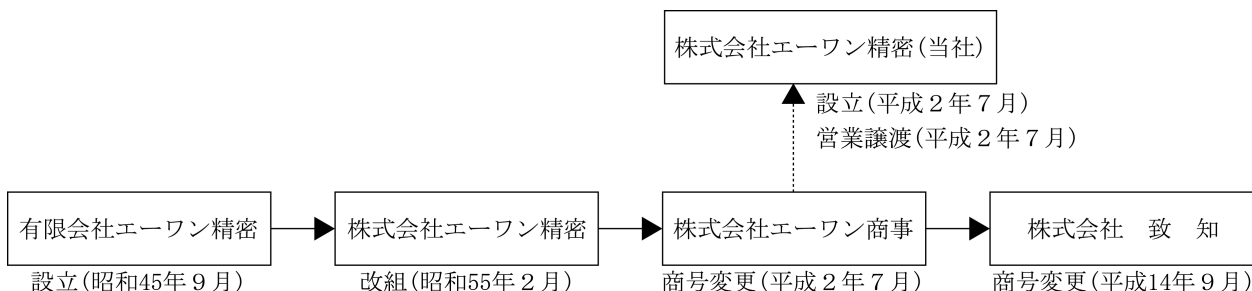 株式会社エーワン精密(当社)
設立(平成2年7月)
営業譲渡(平成2年7月)
有限会社エーワン精密
株式会社エーワン精密
株式会社エーワン商事
株式会社 致 知
設立(昭和45年9月)
改組(昭和55年2月)
商号変更(平成2年7月)
商号変更(平成14年9月)